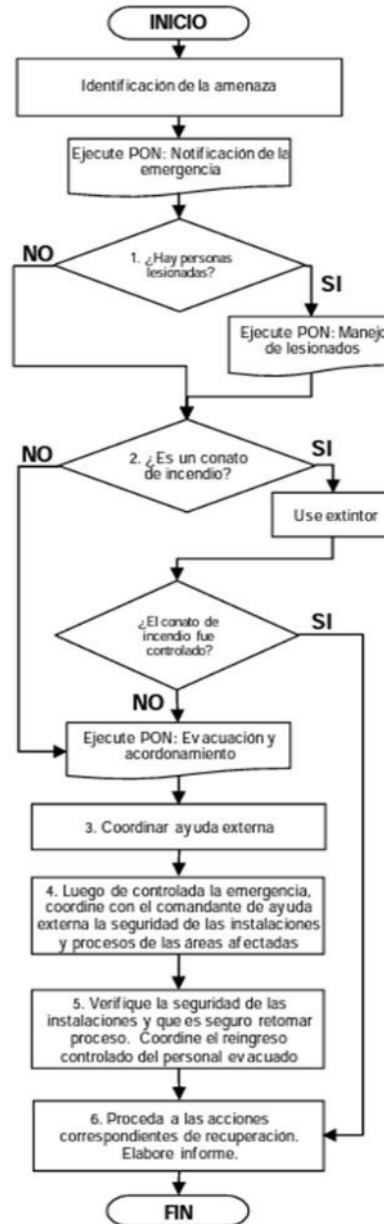 INICIO
Identificación de la amenaza
Ejecute PON: Notificación de la
emergencia
NO
1. ¿Hay personas
lesionadas?
SI
Ejecute PON: Manejo
de lesionados
NO
2. ¿Es un conato
de incendio?
SI
Use extintor
¿El conato de
incendio fue
controlado?
SI
NO
Ejecute PON: Evacuación y
acordonamiento
3. Coordinar ayuda externa
4. Luego de controlada la emergencia,
coordine con el comandante de ayuda
externa la seguridad de las instalaciones
y procesos de las áreas afectadas
5. Verifique la seguridad de las
instalaciones y que es seguro retomar
proceso. Coordine el reingreso
controlado del personal evacuado
6. Proceda a las acciones
correspondientes de recuperación.
Elabore informe.
FIN